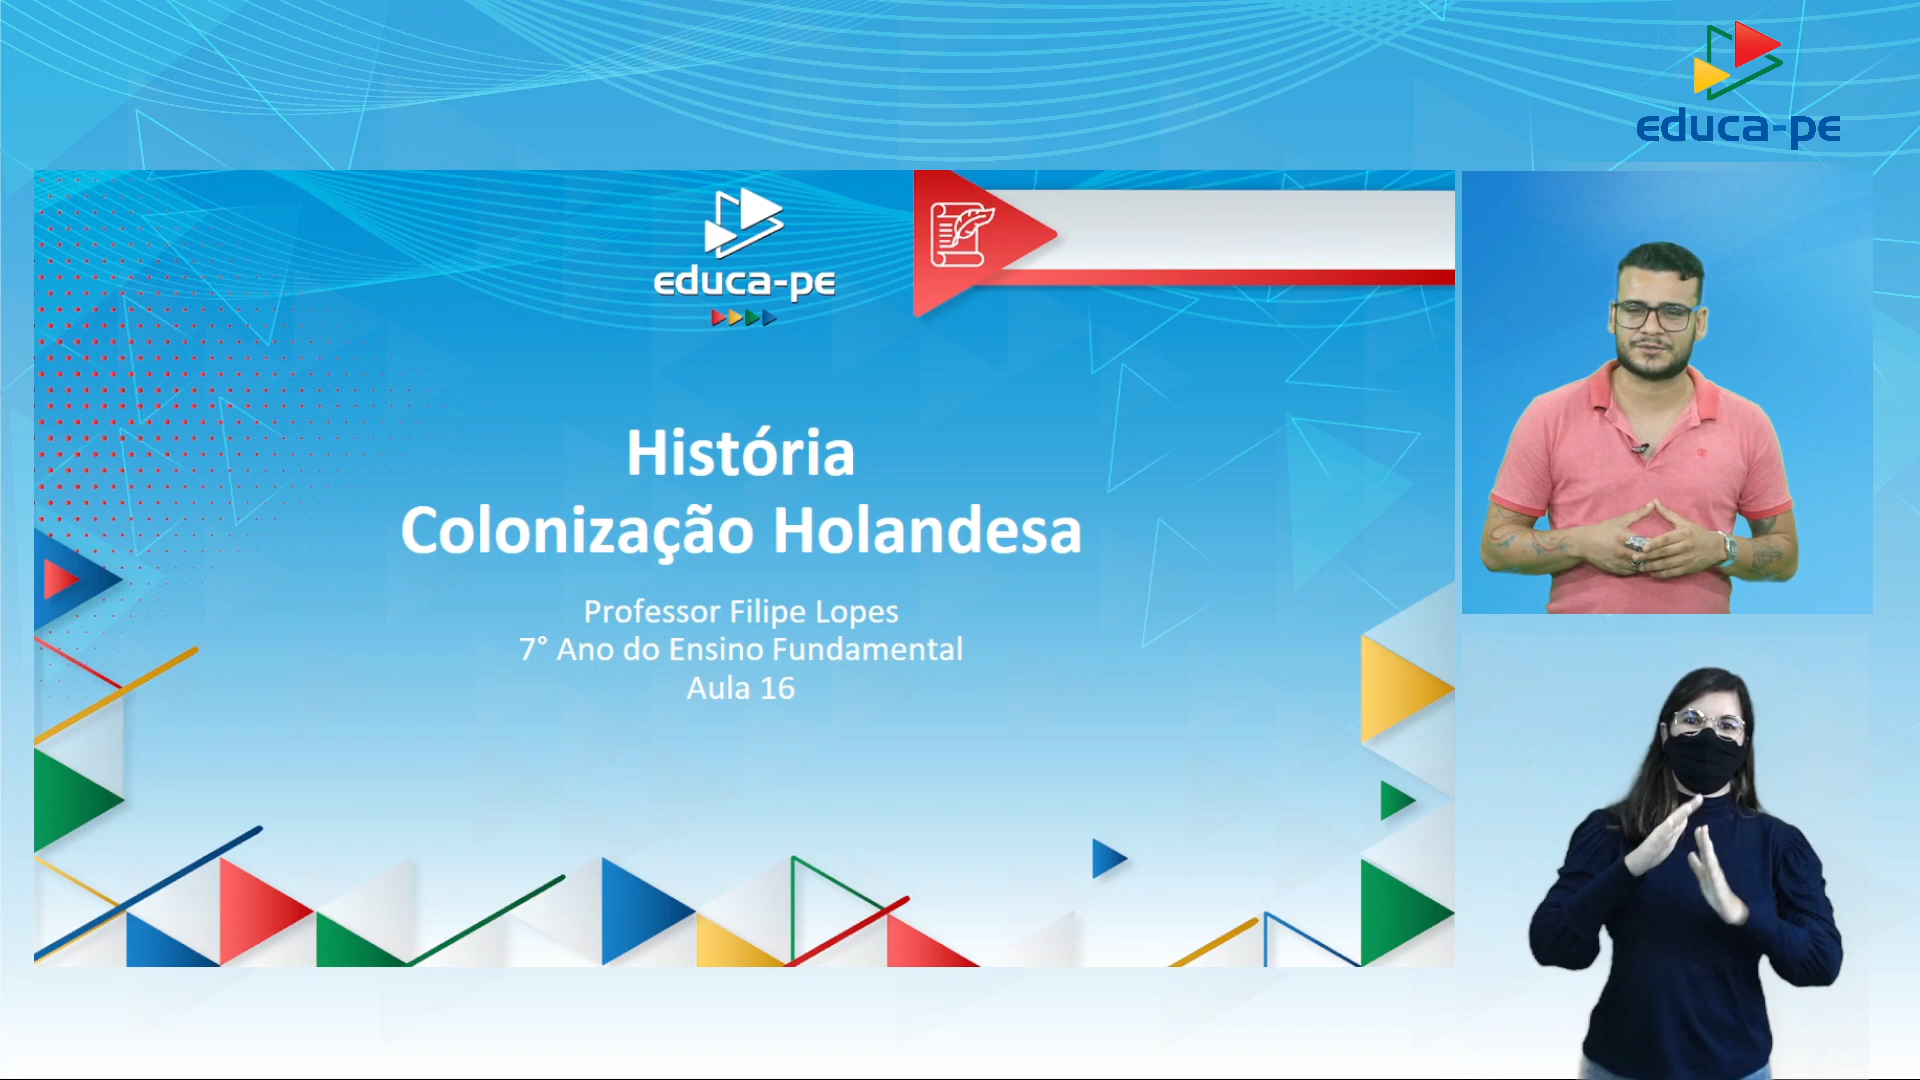 educa-pe
educa-pe
História
Colonização Holandesa
Professor Filipe Lopes
7° Ano do Ensino Fundamental
Aula 16